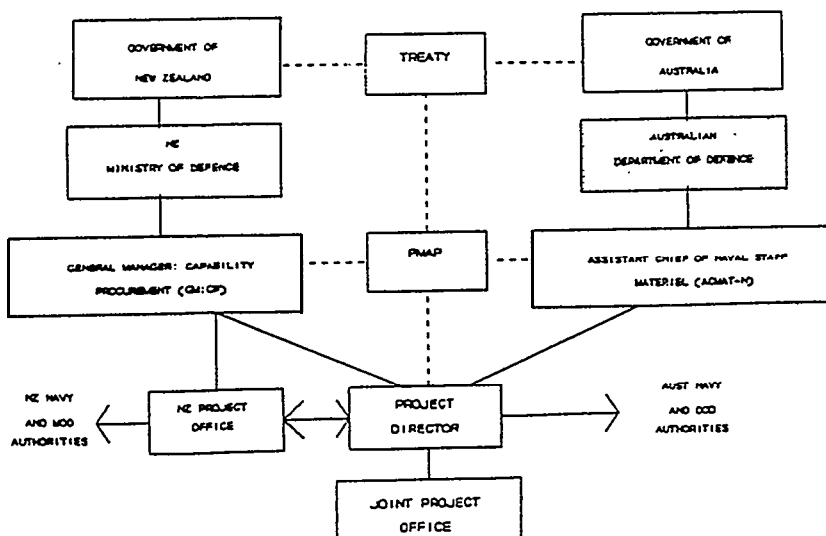 GOVERNMENT OF
NEW ZEALAND
TREATY
GOVERNMENT OF
AUSTRALIA
NZ
MINISTRY OF DEFENCE
AUSTRALIAN
DEPARTMENT OF DEFENCE
GENERAL MANAGER: CAPABILITY
PROCUREMENT (GM:CP)
PMAP
ASSISTANT CHIEF OF NAVAL STAFF
MATERIEL (ACMAT-N)
NZ NAVY
AND MOD
AUTHORITIES
NZ PROJECT
OFFICE
PROJECT
DIRECTOR
AUST NAVY
AND DOD
AUTHORITIES
JOINT PROJECT
OFFICE